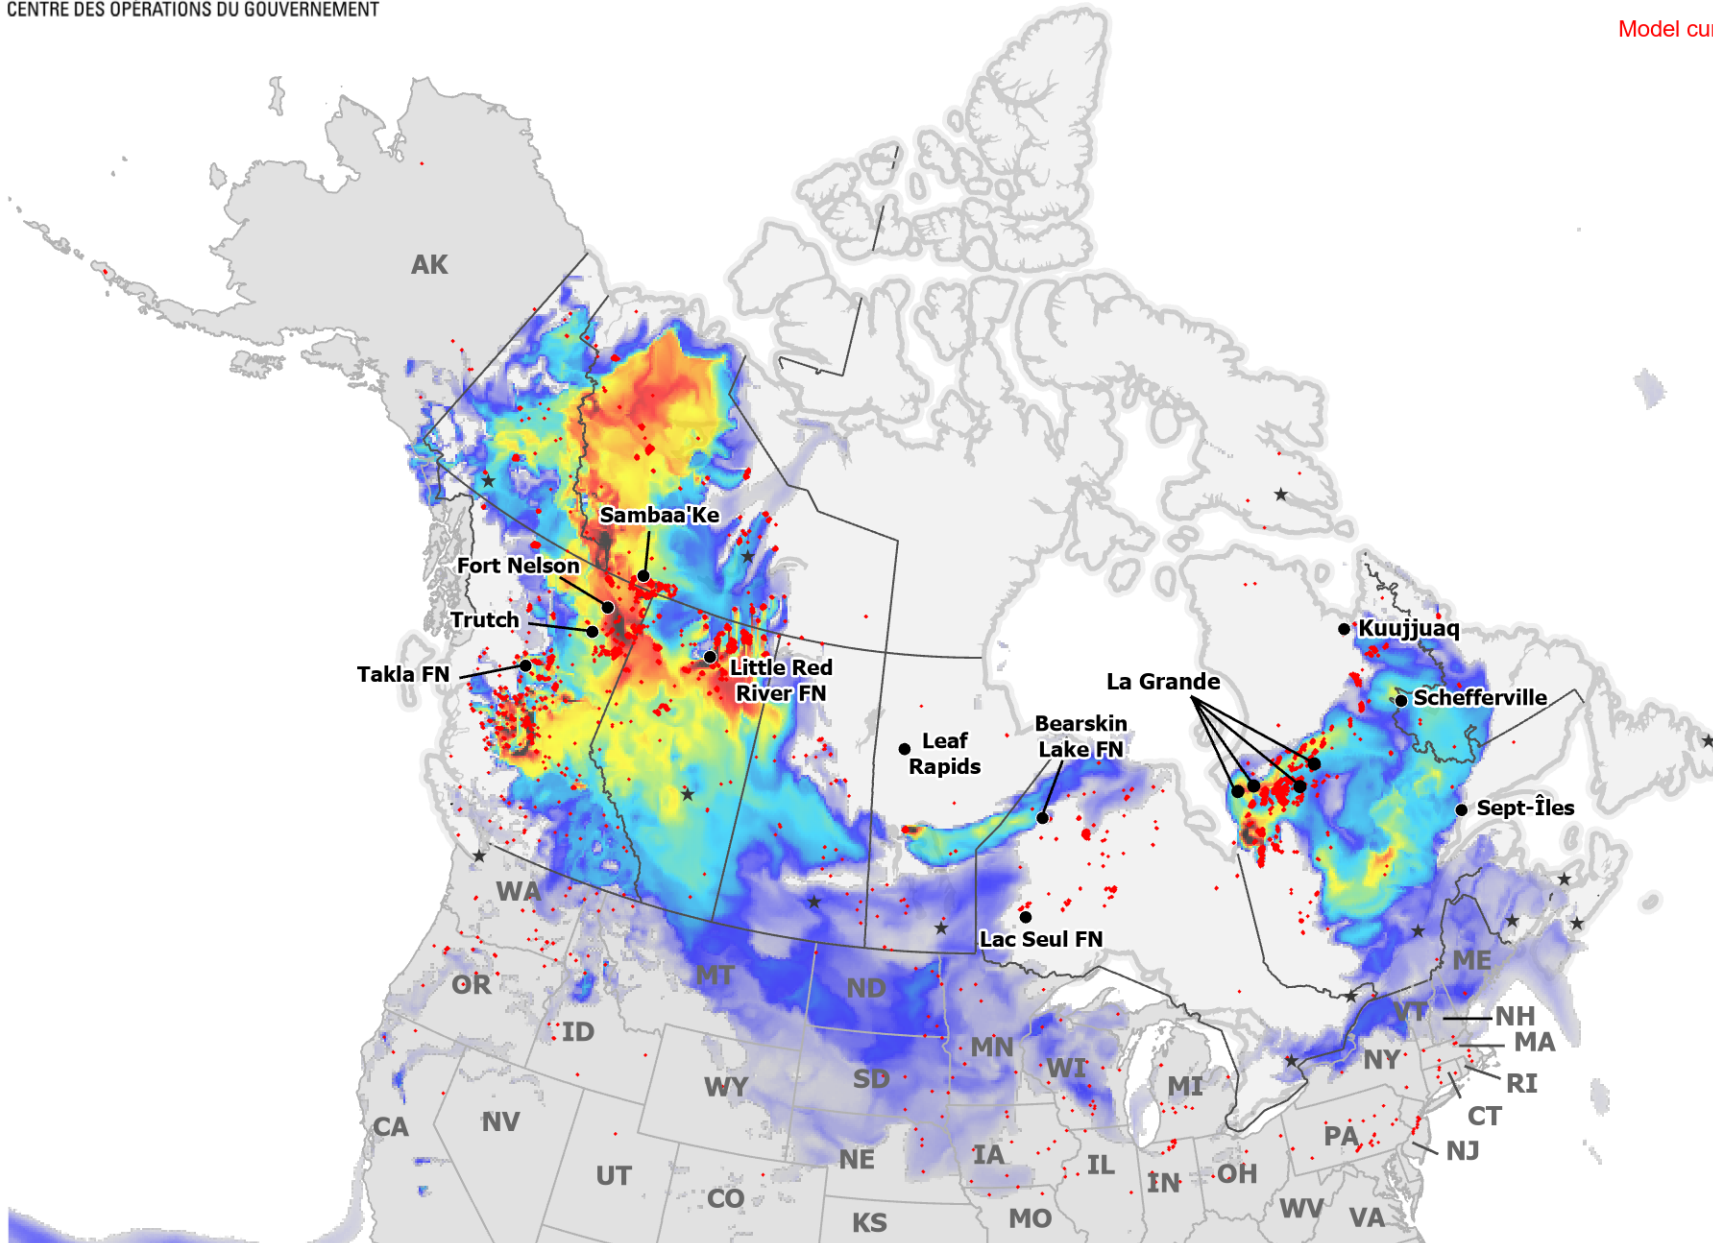 CENTRE DES OPÉRATIONS DU GOUVERNEMENT
Model cur
AK
Sambaa'Ke
Fort Nelson
Trutch
Takla FN
Little Red
River FN
Kuujjuaq
La Grande
Schefferville
Bearskin
Lake FN
Leaf
Rapids
Sept-Îles
Lac Seul FN
WA
OR
ID
MT
ND
ME
VT
NH
MN
MA
NY
WI
SD
WY
MI
RI
NV
CA
CT
PA
NJ
NE
IA
IL
IN
OH
UT
CO
KS
MO
WV
VA